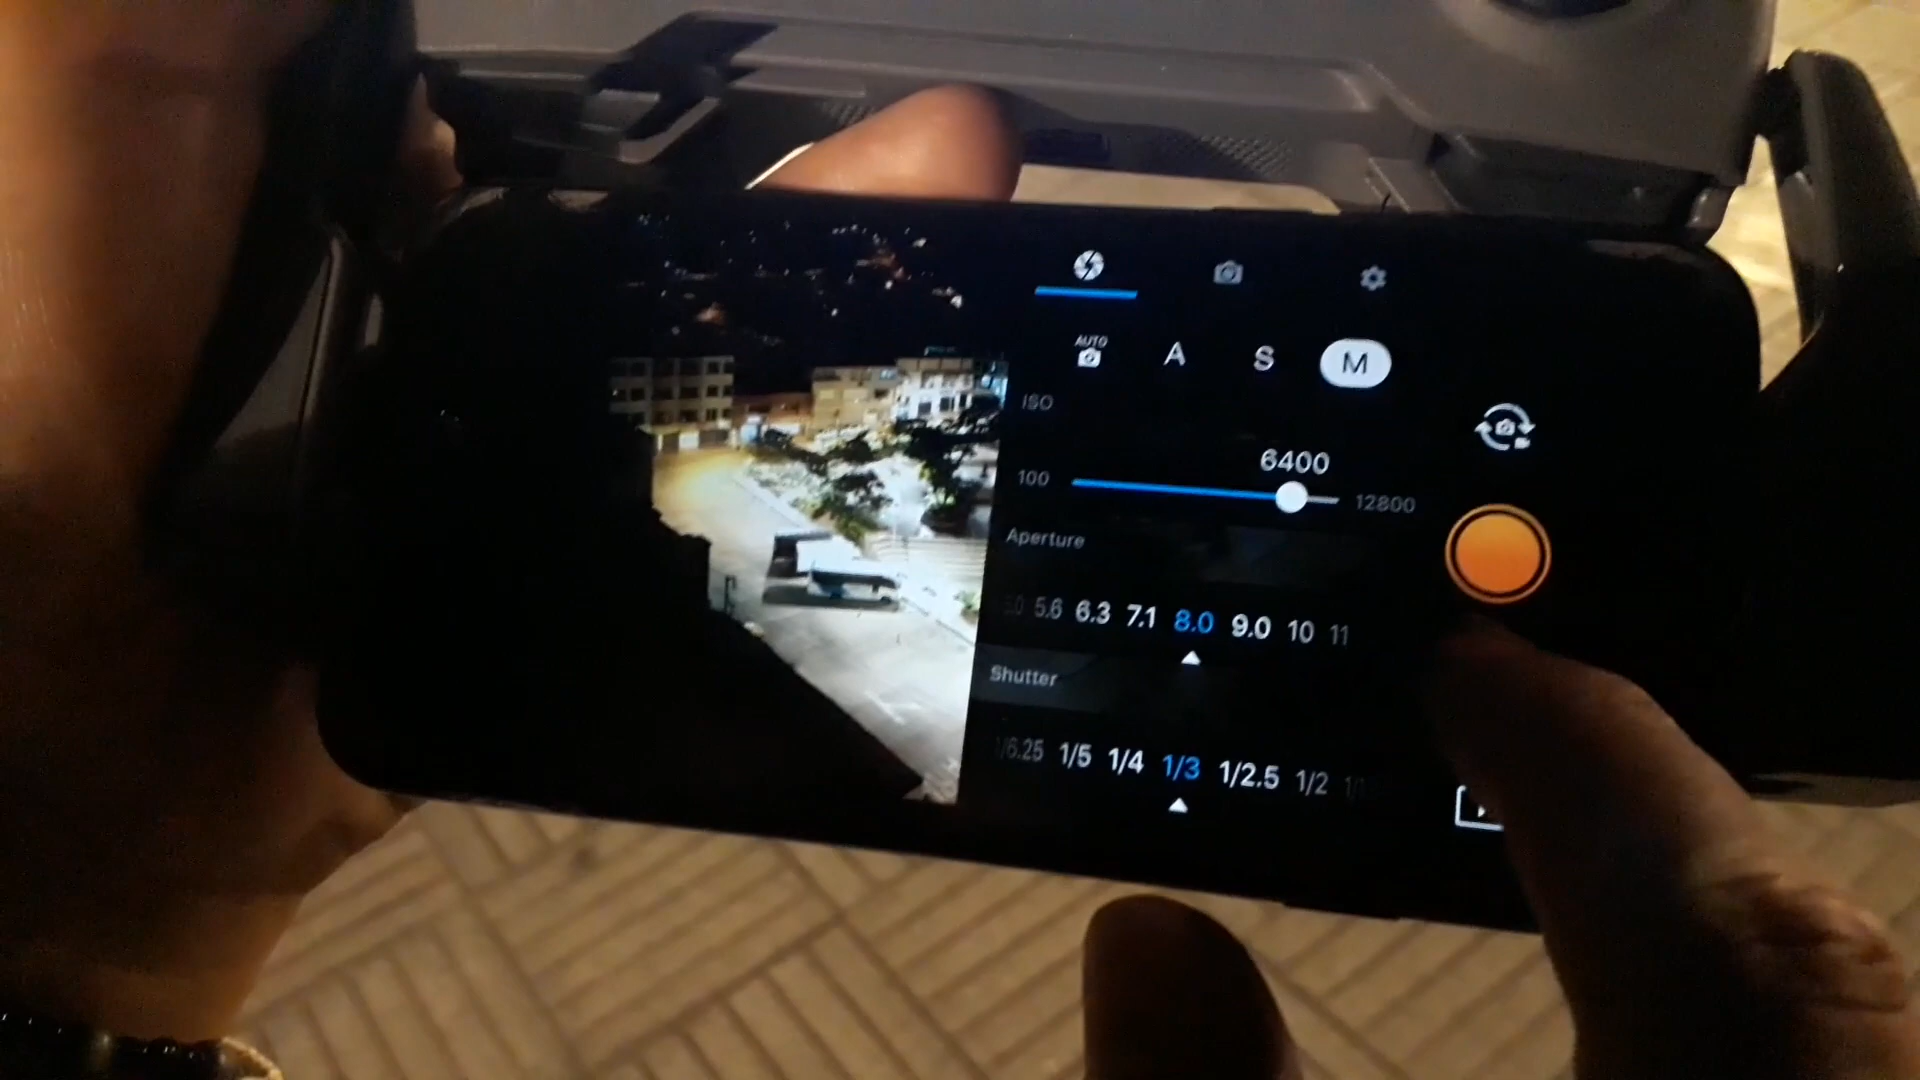 AUTO
A S M
ISO
6400
100 12800
Aperture
5.6 6.3 7.1 8.0 9.0 10 11
Shutter
1/6.25 1/5 1/4 1/3 1/2.5 1/2